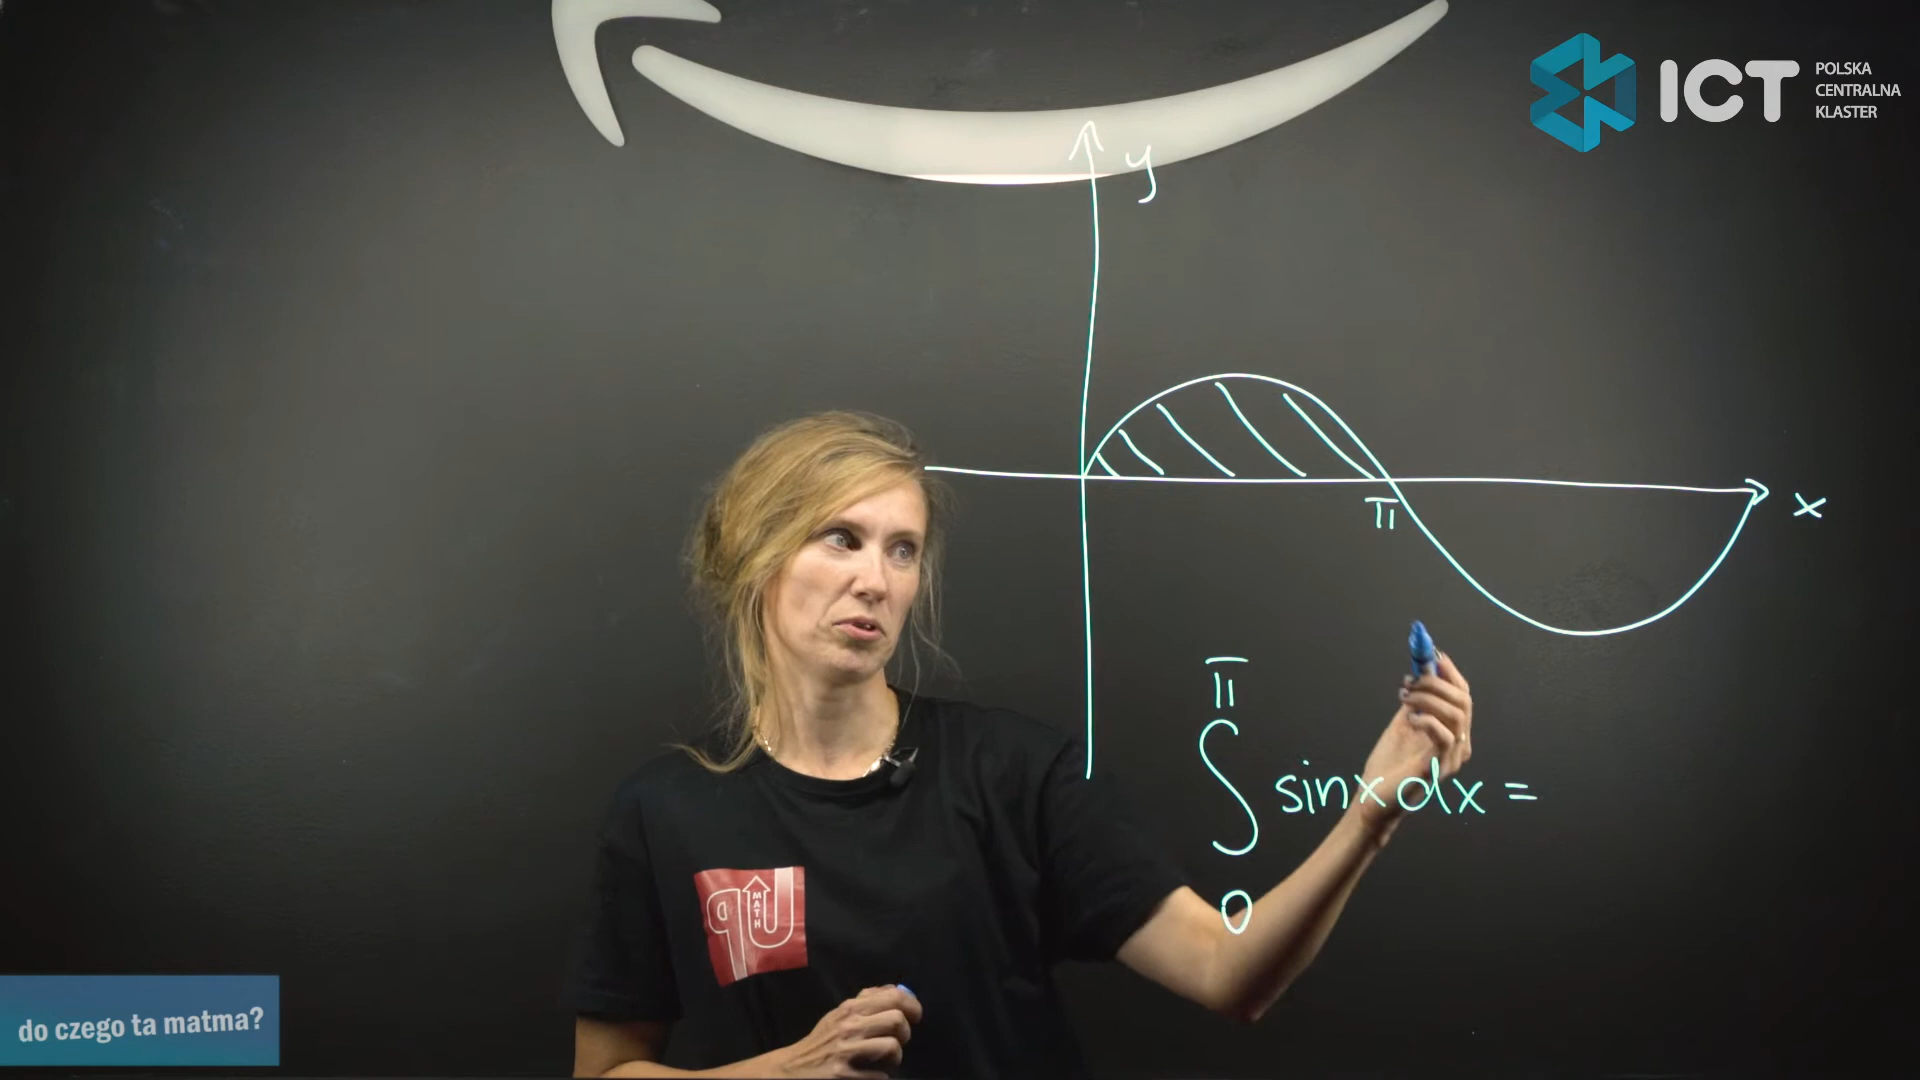 ICT
POLSKA
CENTRALNA
KLASTER
y
x
π
π
∫ sinx dx =
0
MATH
do czego ta matma?